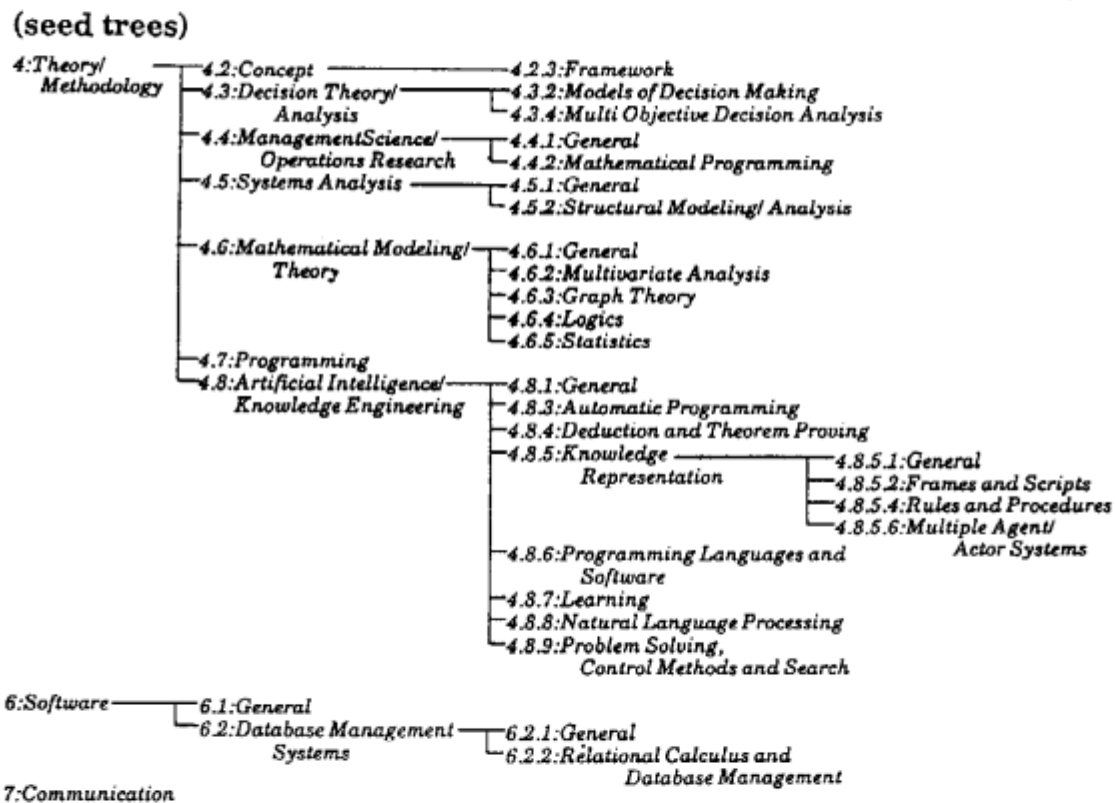 (seed trees)
4:Theory/
Methodology
4.2:Concept
4.2.3:Framework
4.3:Decision Theory/
Analysis
4.3.2:Models of Decision Making
4.3.4:Multi Objective Decision Analysis
4.4:ManagementScience/
Operations Research
4.4.1:General
4.4.2:Mathematical Programming
4.5:Systems Analysis
4.5.1:General
4.5.2:Structural Modeling/ Analysis
4.6:Mathematical Modeling/
Theory
4.6.1:General
4.6.2:Multivariate Analysis
4.6.3:Graph Theory
4.6.4:Logics
4.6.5:Statistics
4.7:Programming
4.8:Artificial Intelligence/
Knowledge Engineering
4.8.1:General
4.8.3:Automatic Programming
4.8.4:Deduction and Theorem Proving
4.8.5:Knowledge
Representation
4.8.5.1:General
4.8.5.2:Frames and Scripts
4.8.5.4:Rules and Procedures
4.8.5.6:Multiple Agent/
Actor Systems
4.8.6:Programming Languages and
Software
4.8.7:Learning
4.8.8:Natural Language Processing
4.8.9:Problem Solving,
Control Methods and Search
6:Software
6.1:General
6.2:Database Management
Systems
6.2.1:General
6.2.2:Relational Calculus and
Database Management
7:Communication